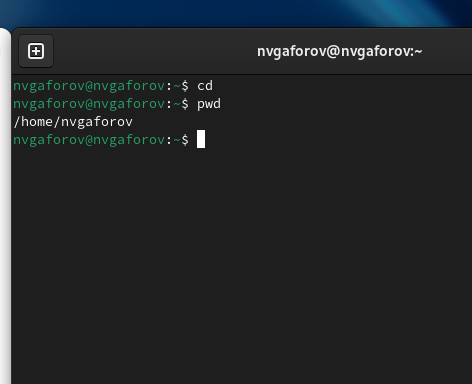 nvgaforov@nvgaforov:~
nvgaforov@nvgaforov:~$ cd
nvgaforov@nvgaforov:~$ pwd
/home/nvgaforov
nvgaforov@nvgaforov:~$